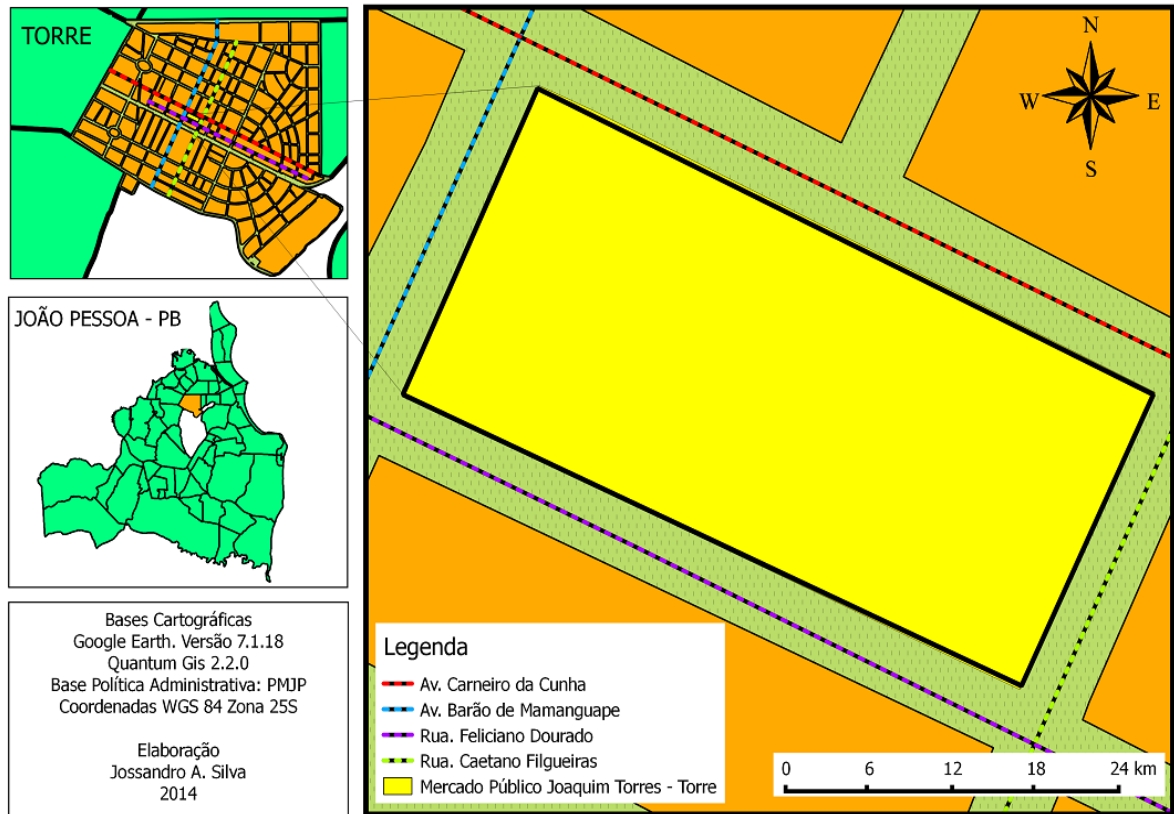 TORRE
JOÃO PESSOA - PB
Bases Cartográficas
Google Earth. Versão 7.1.18
Quantum Gis 2.2.0
Base Política Administrativa: PMJP
Coordenadas WGS 84 Zona 25S
Elaboração
Jossandro A. Silva
2014
N
W
E
S
Legenda
Av. Carneiro da Cunha
Av. Barão de Mamanguape
Rua. Feliciano Dourado
Rua. Caetano Filgueiras
Mercado Público Joaquim Torres - Torre
0 6 12 18 24 km